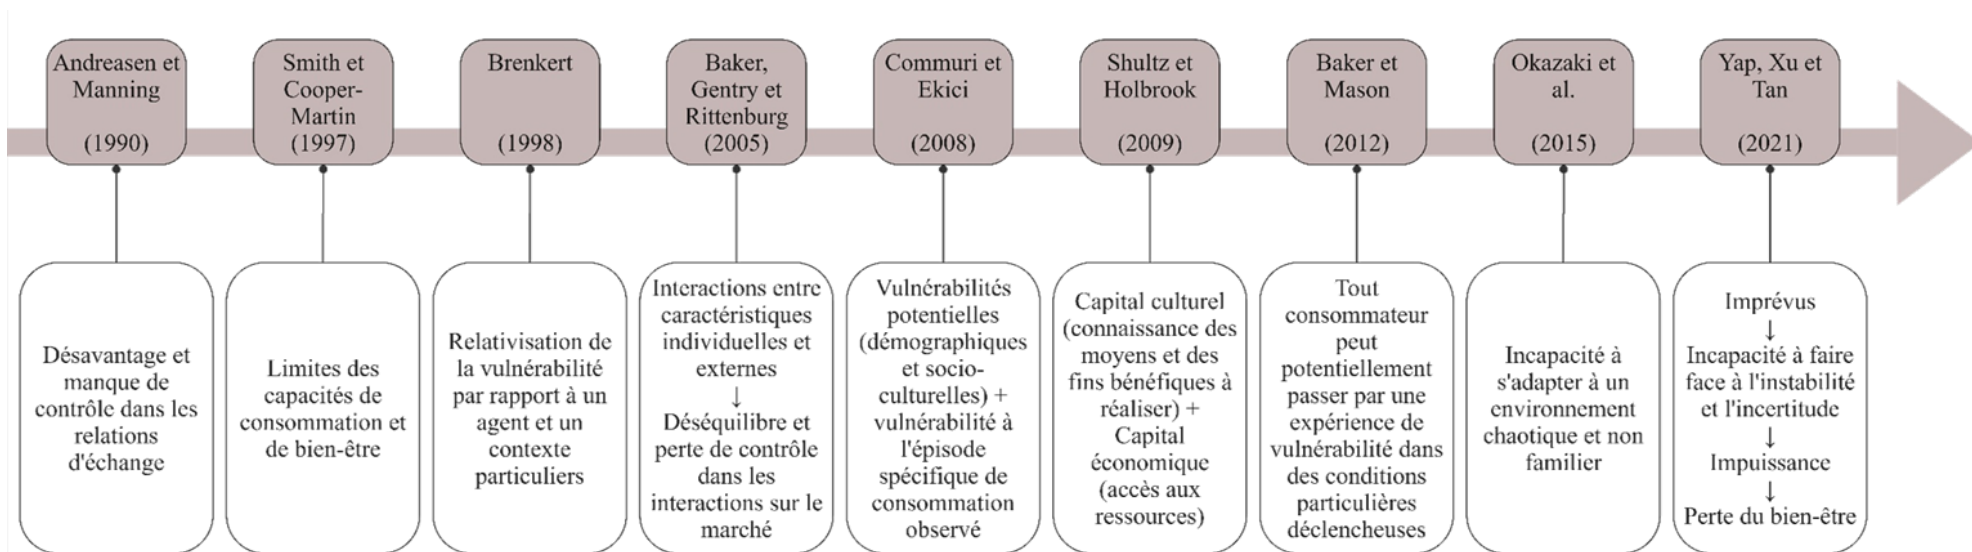 Andreasen et
Manning
(1990)
Smith et
Cooper-
Martin
(1997)
Brenkert
(1998)
Baker,
Gentry et
Rittenburg
(2005)
Commuri et
Ekici
(2008)
Shultz et
Holbrook
(2009)
Baker et
Mason
(2012)
Okazaki et
al.
(2015)
Yap, Xu et
Tan
(2021)
Désavantage et
manque de
contrôle dans les
relations
d'échange
Limites des
capacités de
consommation et
de bien-être
Relativisation de
la vulnérabilité
par rapport à un
agent et un
contexte
particuliers
Interactions entre
caractéristiques
individuelles et
externes
↓
Déséquilibre et
perte de contrôle
dans les
interactions sur le
marché
Vulnérabilités
potentielles
(démographiques
et socio-
culturelles) +
vulnérabilité à
l'épisode
spécifique de
consommation
observé
Capital culturel
(connaissance des
moyens et des
fins bénéfiques à
réaliser) +
Capital
économique
(accès aux
ressources)
Tout
consommateur
peut
potentiellement
passer par une
expérience de
vulnérabilité dans
des conditions
particulières
déclencheuses
Incapacité à
s'adapter à un
environnement
chaotique et non
familier
Imprévus
↓
Incapacité à faire
face à l'instabilité
et l'incertitude
↓
Impuissance
↓
Perte du bien-être